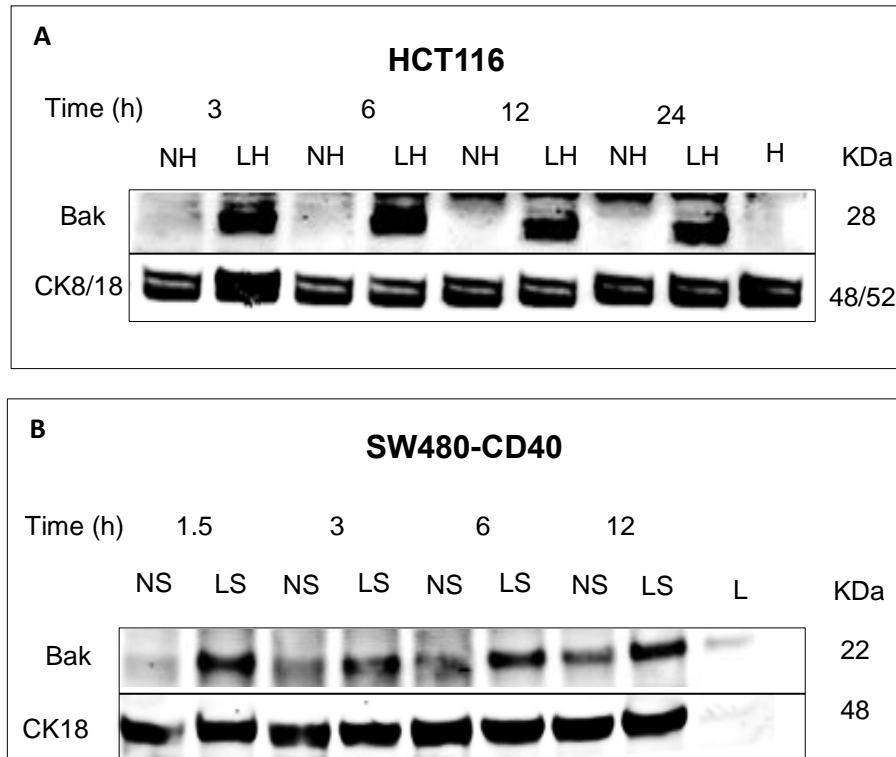 A
HCT116
Time (h) 3 6 12 24
NH LH NH LH NH LH NH LH H KDa
Bak 28
CK8/18 48/52
B
SW480-CD40
Time (h) 1.5 3 6 12
NS LS NS LS NS LS NS LS L KDa
Bak 22
CK18 48